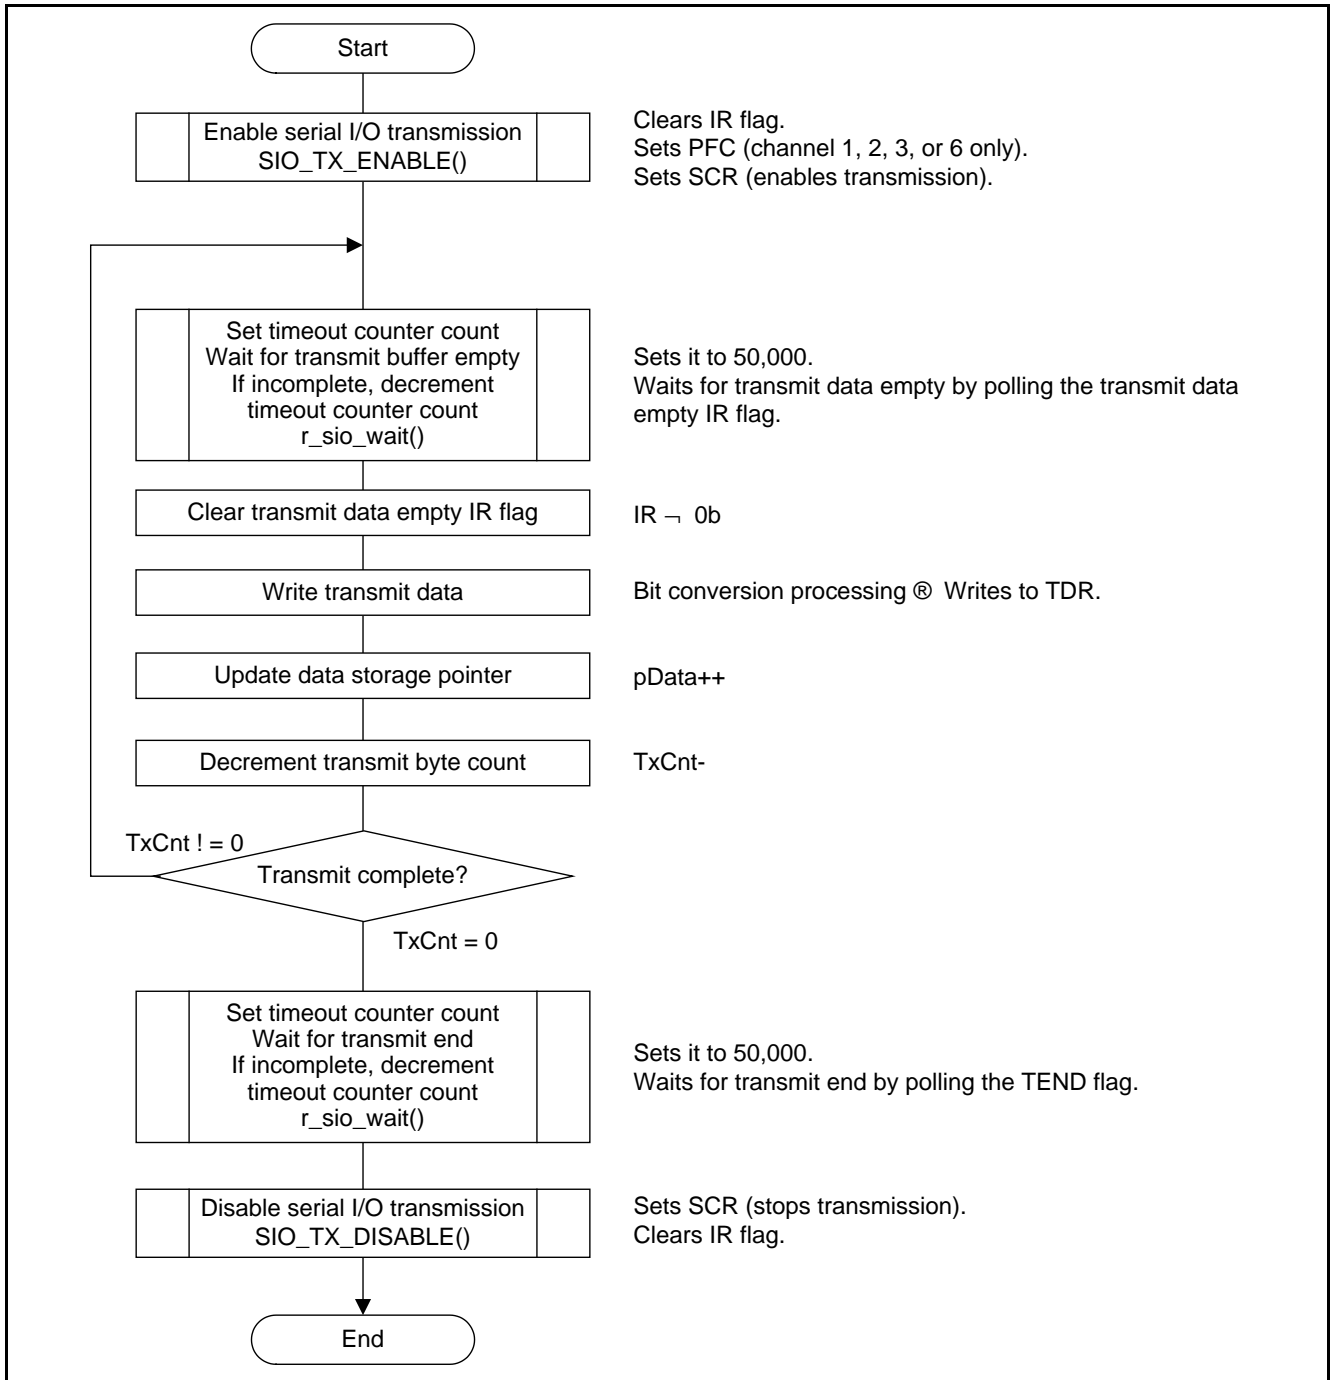 Start
Enable serial I/O transmission
SIO_TX_ENABLE()
Clears IR flag.
Sets PFC (channel 1, 2, 3, or 6 only).
Sets SCR (enables transmission).
Set timeout counter count
Wait for transmit buffer empty
If incomplete, decrement
timeout counter count
r_sio_wait()
Sets it to 50,000.
Waits for transmit data empty by polling the transmit data
empty IR flag.
Clear transmit data empty IR flag
IR ¬ 0b
Write transmit data
Bit conversion processing ® Writes to TDR.
Update data storage pointer
pData++
Decrement transmit byte count
TxCnt-
TxCnt ! = 0
Transmit complete?
TxCnt = 0
Set timeout counter count
Wait for transmit end
If incomplete, decrement
timeout counter count
r_sio_wait()
Sets it to 50,000.
Waits for transmit end by polling the TEND flag.
Disable serial I/O transmission
SIO_TX_DISABLE()
Sets SCR (stops transmission).
Clears IR flag.
End